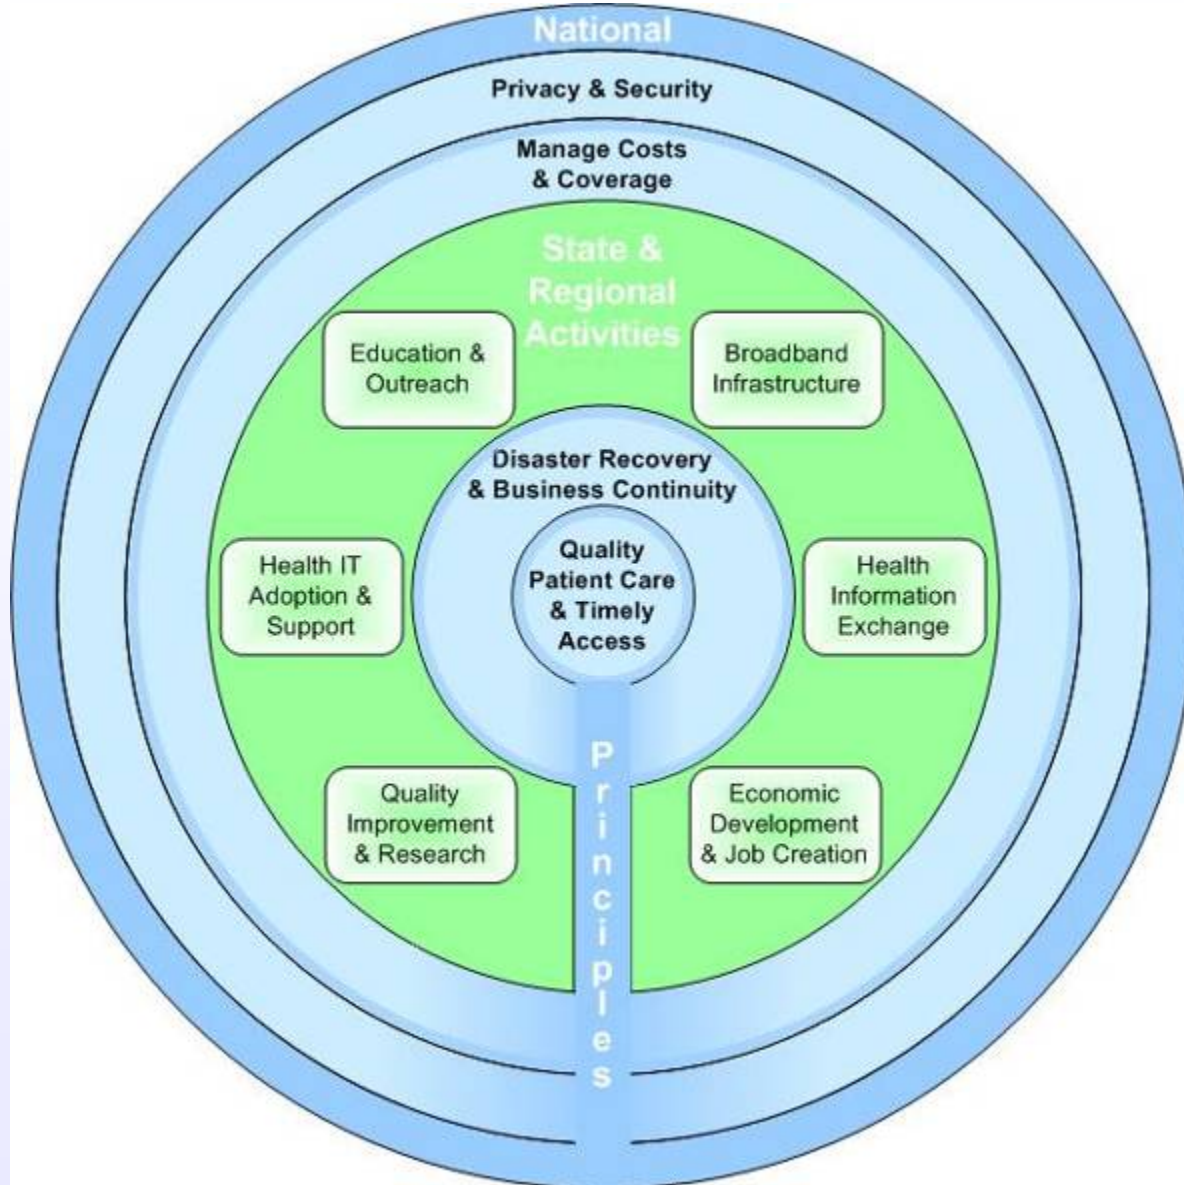 National
Privacy & Security
Manage Costs
& Coverage
State &
Regional
Activities
Education &
Outreach
Broadband
Infrastructure
Disaster Recovery
& Business Continuity
Health IT
Adoption &
Support
Quality
Patient Care
& Timely
Access
Health
Information
Exchange
Quality
Improvement
& Research
Principles
Economic
Development
& Job Creation